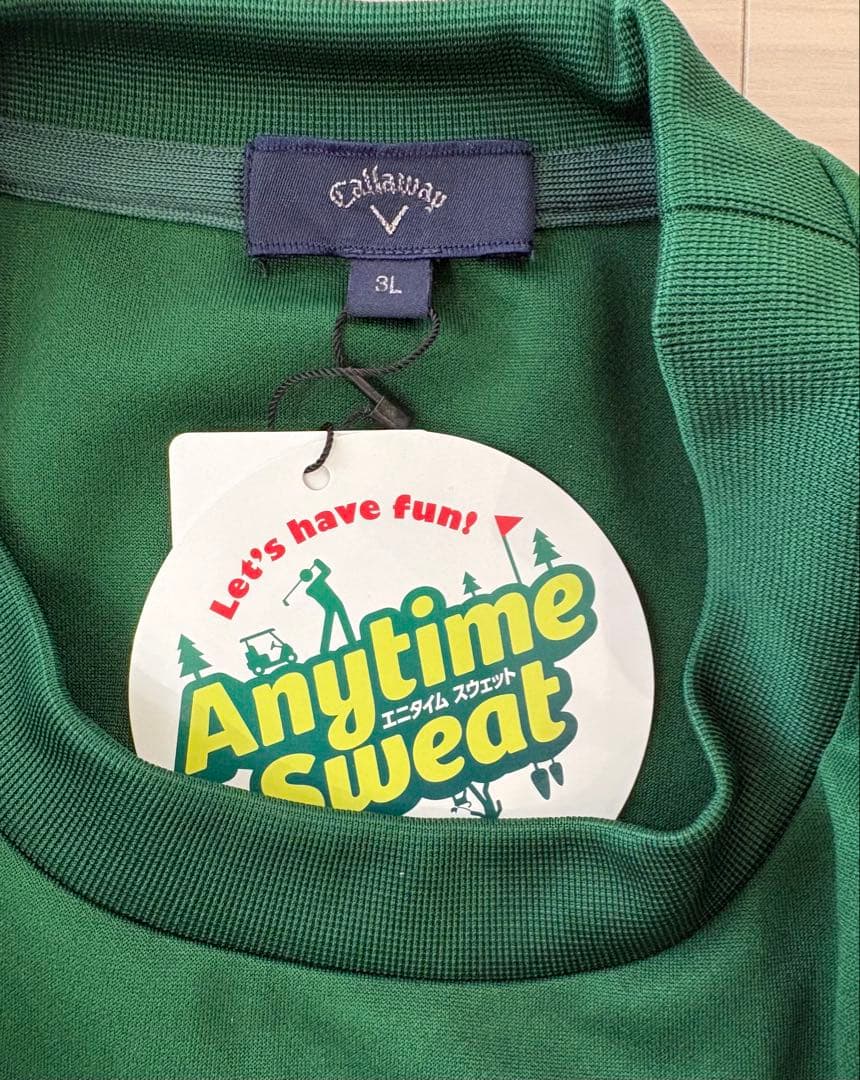 Callaway
3L
Let's have fun!
Anytime
エニタイム スウェット
Sweat